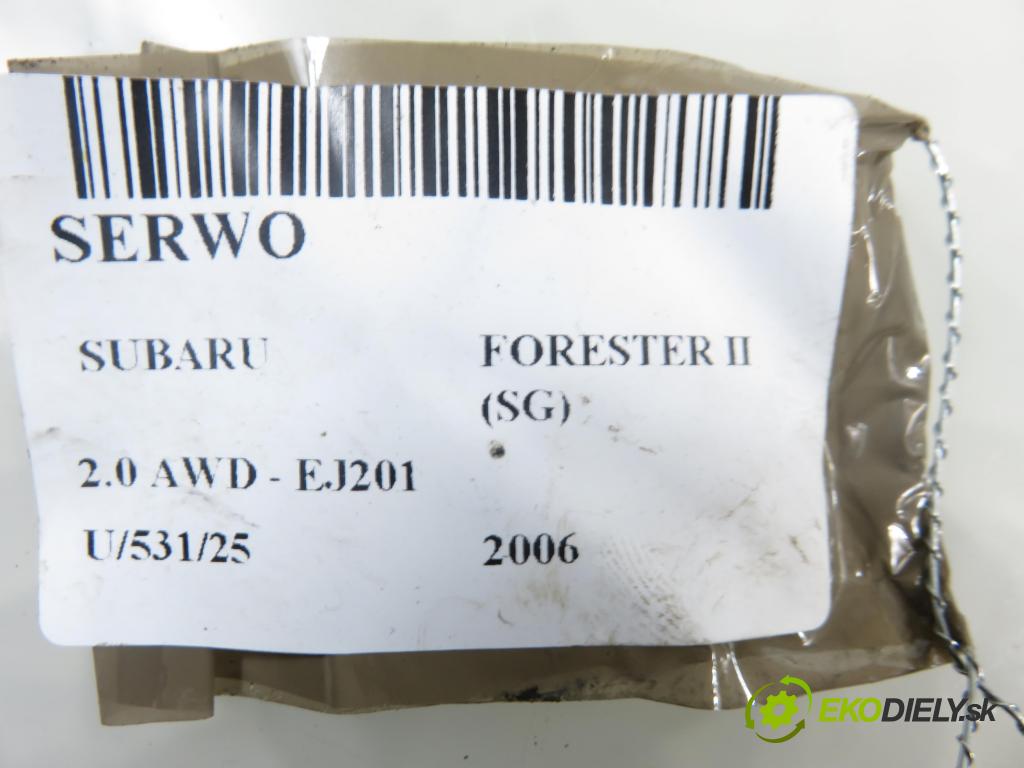 SERWO
SUBARU
FORESTER II
(SG)
2.0 AWD - EJ201
U/531/25
2006
EKODIELY.sk